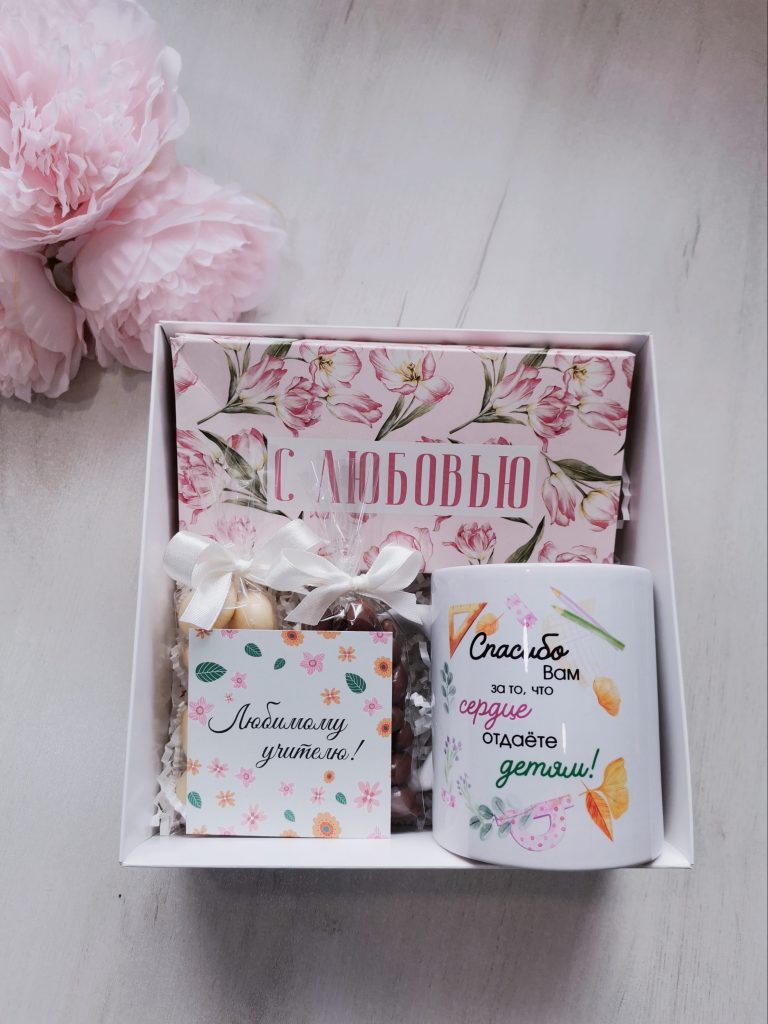 С ЛЮБОВЬЮ
Любимому
учителю!
Спасибо
Вам
за то, что
сердце
отдаёте
детям!